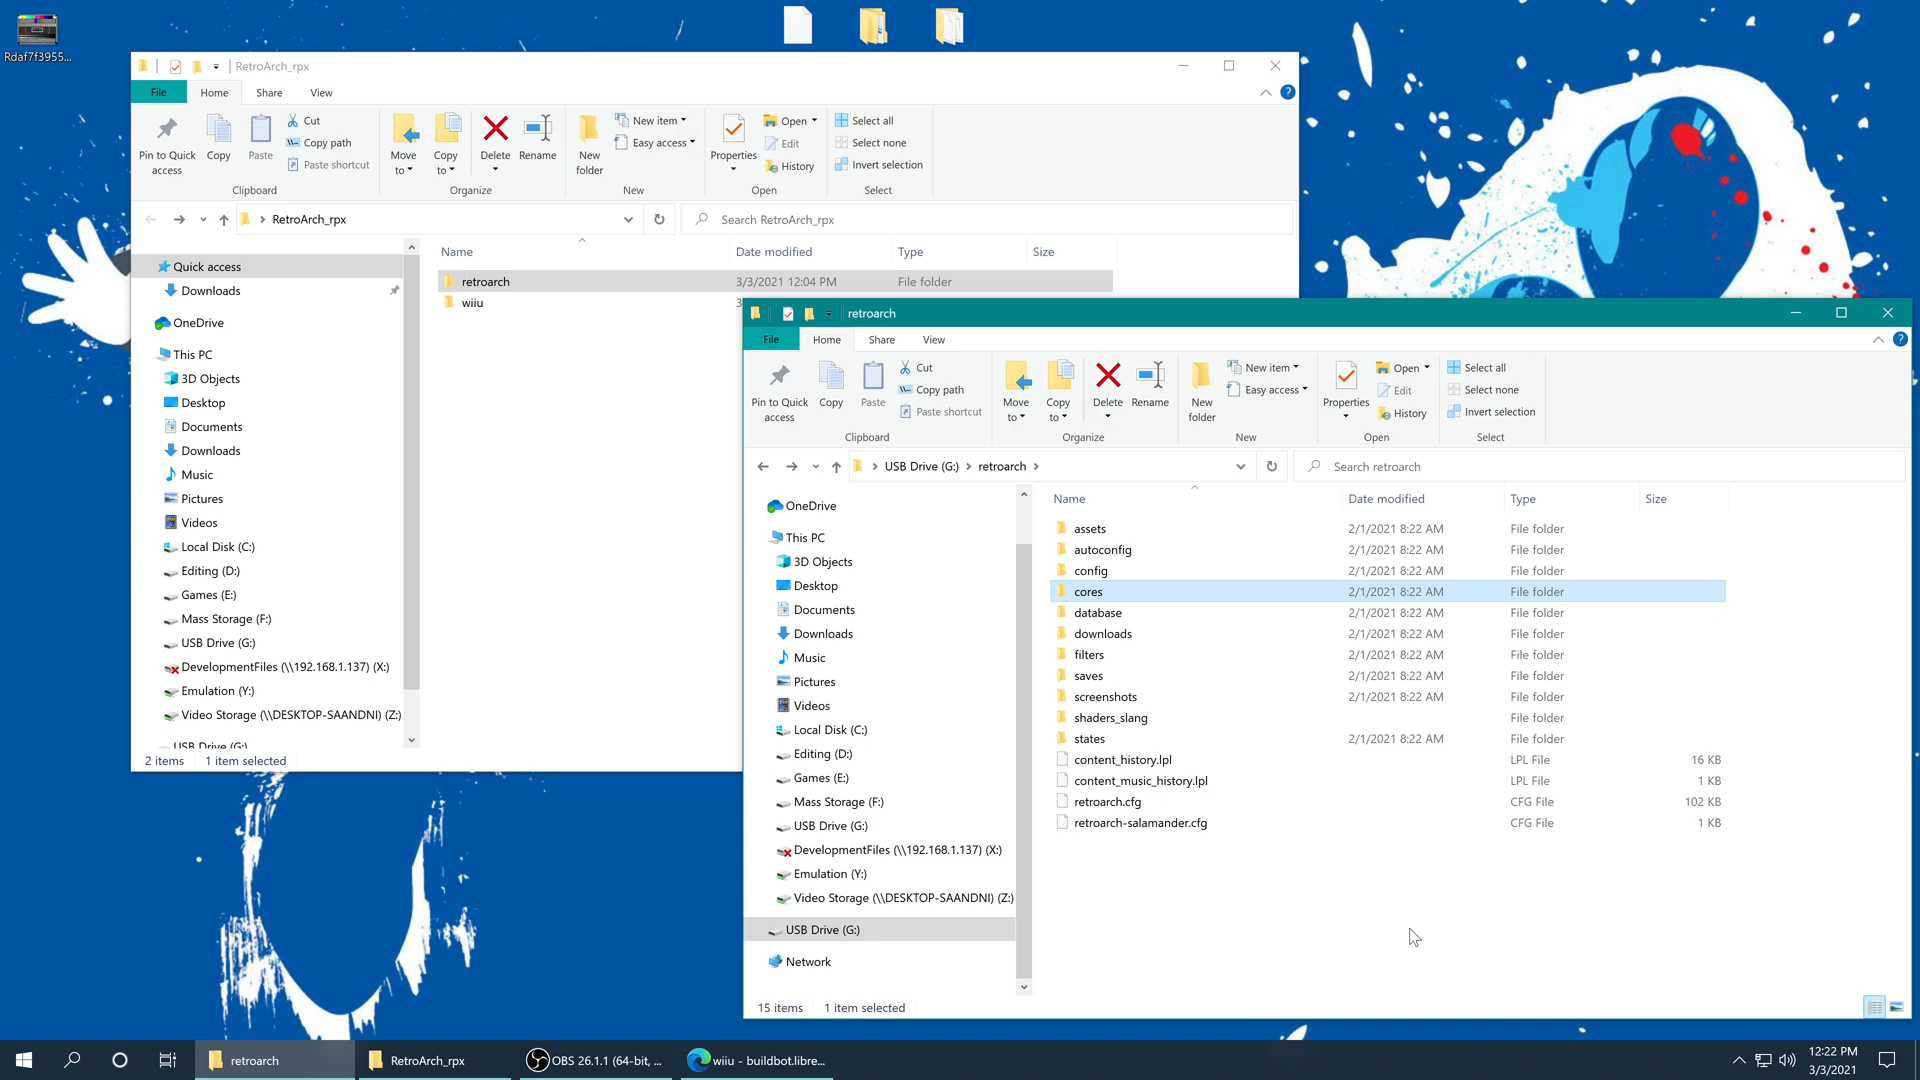 Rdaf7f3955...
RetroArch_rpx
File Home Share View
Pin to Quick access
Copy
Paste
Cut
Copy path
Paste shortcut
Move to
Copy to
Delete
Rename
New folder
New item
Easy access
Properties
Open
Edit
History
Select all
Select none
Invert selection
Clipboard Organize New Open Select
RetroArch_rpx
Search RetroArch_rpx
Name Date modified Type Size
retroarch 3/3/2021 12:04 PM File folder
wiiu 3
Quick access
Downloads
OneDrive
This PC
3D Objects
Desktop
Documents
Downloads
Music
Pictures
Videos
Local Disk (C:)
Editing (D:)
Games (E:)
Mass Storage (F:)
USB Drive (G:)
DevelopmentFiles (\\192.168.1.137) (X:)
Emulation (Y:)
Video Storage (\\DESKTOP-SAANDNI) (Z:)
USB Drive (G:)
2 items 1 item selected
retroarch
File Home Share View
Pin to Quick access
Copy
Paste
Cut
Copy path
Paste shortcut
Move to
Copy to
Delete
Rename
New folder
New item
Easy access
Properties
Open
Edit
History
Select all
Select none
Invert selection
Clipboard Organize New Open Select
USB Drive (G:) retroarch
Search retroarch
OneDrive
This PC
3D Objects
Desktop
Documents
Downloads
Music
Pictures
Videos
Local Disk (C:)
Editing (D:)
Games (E:)
Mass Storage (F:)
USB Drive (G:)
DevelopmentFiles (\\192.168.1.137) (X:)
Emulation (Y:)
Video Storage (\\DESKTOP-SAANDNI) (Z:)
USB Drive (G:)
Network
Name Date modified Type Size
assets 2/1/2021 8:22 AM File folder
autoconfig 2/1/2021 8:22 AM File folder
config 2/1/2021 8:22 AM File folder
cores 2/1/2021 8:22 AM File folder
database 2/1/2021 8:22 AM File folder
downloads 2/1/2021 8:22 AM File folder
filters 2/1/2021 8:22 AM File folder
saves 2/1/2021 8:22 AM File folder
screenshots 2/1/2021 8:22 AM File folder
shaders_slang File folder
states 2/1/2021 8:22 AM File folder
content_history.lpl LPL File 16 KB
content_music_history.lpl LPL File 1 KB
retroarch.cfg CFG File 102 KB
retroarch-salamander.cfg CFG File 1 KB
15 items 1 item selected
retroarch
RetroArch_rpx
OBS 26.1.1 (64-bit, ...
wiiu - buildbot.libre...
12:22 PM
3/3/2021